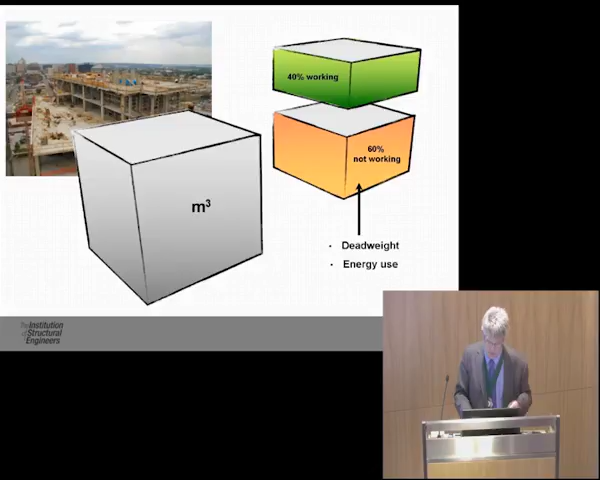 40% working
60%
not working
m³
· Deadweight
· Energy use
The Institution
of Structural
Engineers